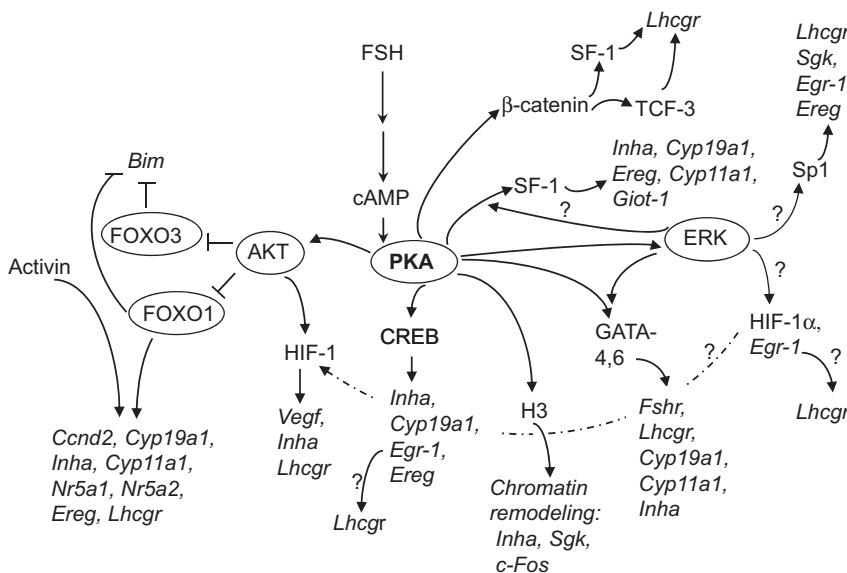 FSH
cAMP
PKA
β-catenin
SF-1
Lhcgr
TCF-3
Lhcgr
Sgk,
Egr-1
Ereg
Sp1
?
SF-1
Inha, Cyp19a1,
Ereg, Cyp11a1,
Giot-1
?
ERK
?
HIF-1α,
Egr-1
?
Lhcgr
Bim
FOXO3
AKT
Activin
FOXO1
Ccnd2, Cyp19a1,
Inha, Cyp11a1,
Nr5a1, Nr5a2,
Ereg, Lhcgr
HIF-1
Vegf,
Inha
Lhcgr
CREB
Inha,
Cyp19a1,
Egr-1,
Ereg
?
Lhcgr
H3
Chromatin
remodeling:
Inha, Sgk,
c-Fos
GATA-
4,6
?
Fshr,
Lhcgr,
Cyp19a1,
Cyp11a1,
Inha